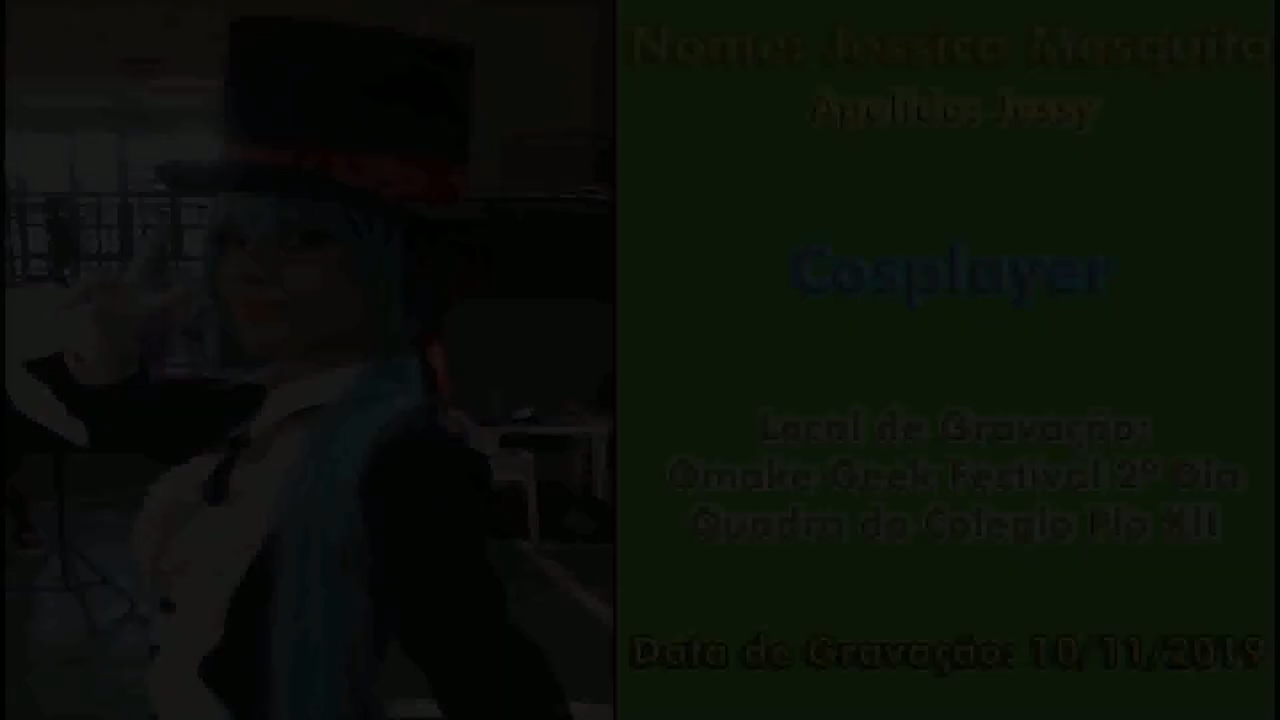 Nome: Jessica Mesquita
Apelido: Jessy
Cosplayer
Local de Gravação:
Omake Geek Festival 2º Dia
Quadra do Colegio Pio XII
Data de Gravação: 10/11/2019